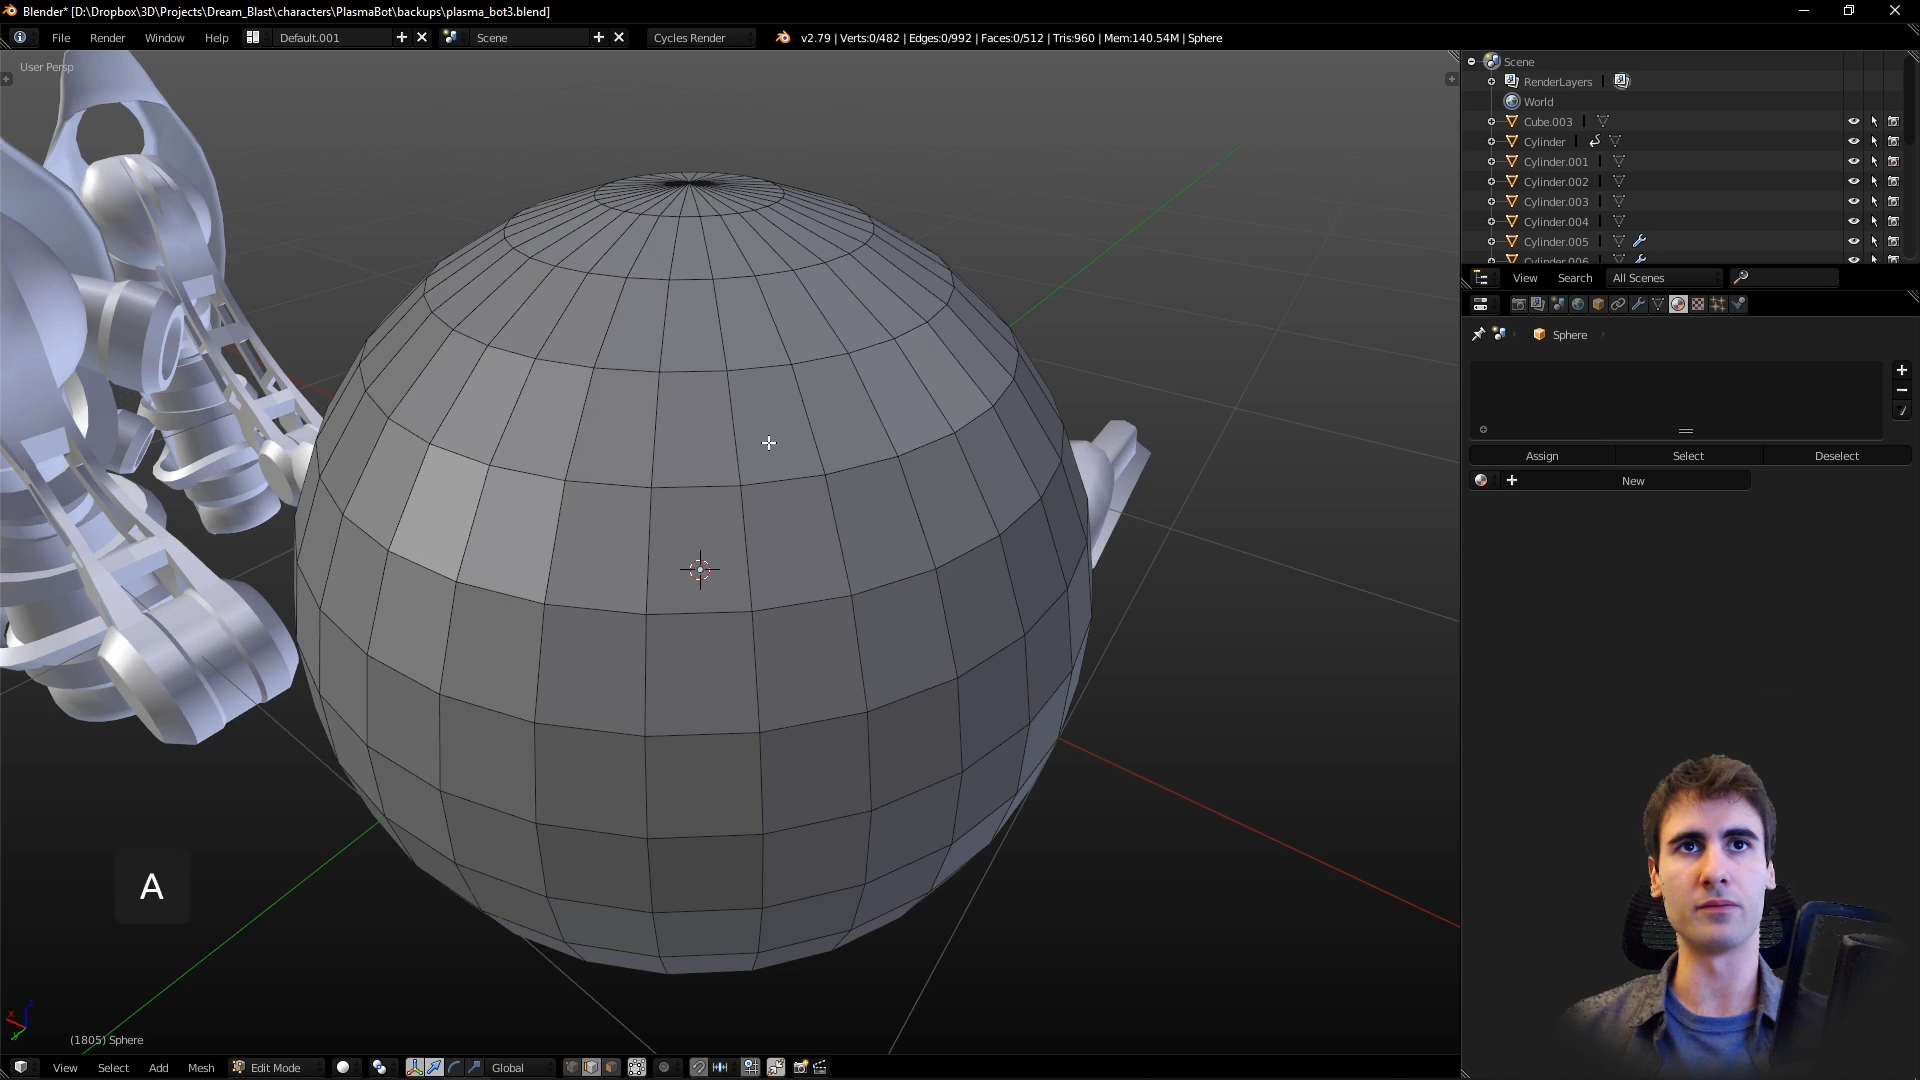 Blender* [D:\Dropbox\3D\Projects\Dream_Blast\characters\PlasmaBot\backups\plasma_bot3.blend]
File Render Window Help Default.001 Scene Cycles Render v2.79 | Verts:0/482 | Edges:0/992 | Faces:0/512 | Tris:960 | Mem:140.54M | Sphere
User Persp
Scene
RenderLayers
World
Cube.003
Cylinder
Cylinder.001
Cylinder.002
Cylinder.003
Cylinder.004
Cylinder.005
Cylinder.006
View Search All Scenes
Sphere
Assign Select Deselect
New
A
(1805) Sphere
View Select Add Mesh Edit Mode Global